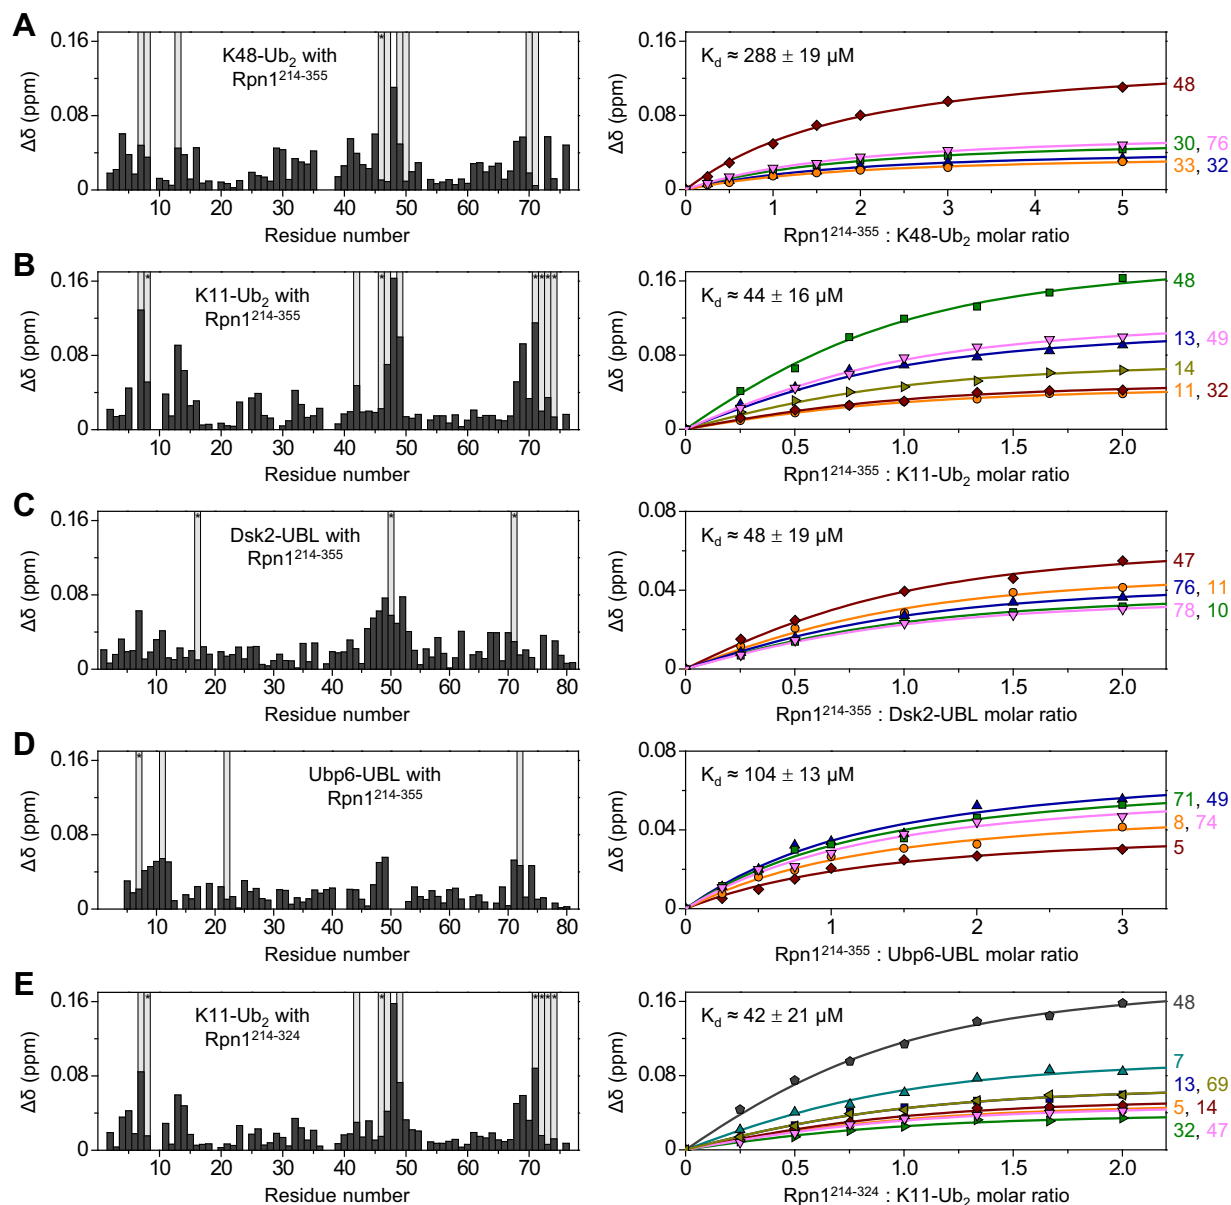 A
0.16
0.08
0
Δδ (ppm)
K48-Ub₂ with
Rpn1²¹⁴⁻³⁵⁵
*
10 20 30 40 50 60 70
Residue number
0.16
0.08
0
Δδ (ppm)
K_d ≈ 288 ± 19 µM
48
30, 76
33, 32
0 1 2 3 4 5
Rpn1²¹⁴⁻³⁵⁵ : K48-Ub₂ molar ratio
B
0.16
0.08
0
Δδ (ppm)
K11-Ub₂ with
Rpn1²¹⁴⁻³⁵⁵
* * * * * *
10 20 30 40 50 60 70
Residue number
0.16
0.08
0
Δδ (ppm)
K_d ≈ 44 ± 16 µM
48
13, 49
14
11, 32
0 0.5 1.0 1.5 2.0
Rpn1²¹⁴⁻³⁵⁵ : K11-Ub₂ molar ratio
C
0.16
0.08
0
Δδ (ppm)
Dsk2-UBL with
Rpn1²¹⁴⁻³⁵⁵
* * *
10 20 30 40 50 60 70 80
Residue number
0.08
0.04
0
Δδ (ppm)
K_d ≈ 48 ± 19 µM
47
76, 11
78, 10
0 0.5 1.0 1.5 2.0
Rpn1²¹⁴⁻³⁵⁵ : Dsk2-UBL molar ratio
D
0.16
0.08
0
Δδ (ppm)
Ubp6-UBL with
Rpn1²¹⁴⁻³⁵⁵
*
10 20 30 40 50 60 70 80
Residue number
0.08
0.04
0
Δδ (ppm)
K_d ≈ 104 ± 13 µM
71, 49
8, 74
5
0 1 2 3
Rpn1²¹⁴⁻³⁵⁵ : Ubp6-UBL molar ratio
E
0.16
0.08
0
Δδ (ppm)
K11-Ub₂ with
Rpn1²¹⁴⁻³²⁴
* * * * * *
10 20 30 40 50 60 70
Residue number
0.16
0.08
0
Δδ (ppm)
K_d ≈ 42 ± 21 µM
48
7
13, 69
5, 14
32, 47
0 0.5 1.0 1.5 2.0
Rpn1²¹⁴⁻³²⁴ : K11-Ub₂ molar ratio